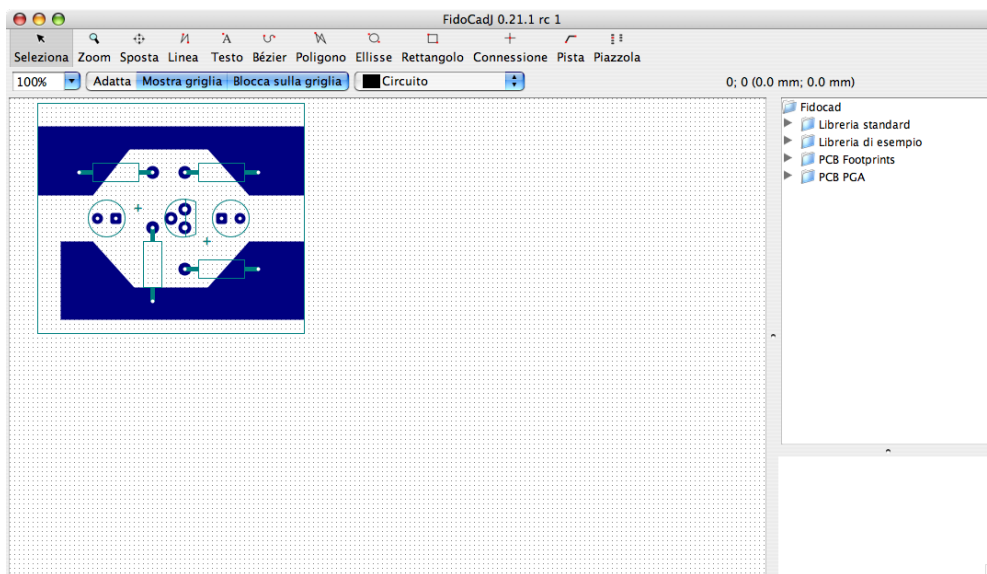 FidoCadJ 0.21.1 rc 1
Seleziona Zoom Sposta Linea Testo Bézier Poligono Ellisse Rettangolo Connessione Pista Piazzola
100% Adatta Mostra griglia Blocca sulla griglia Circuito 0; 0 (0.0 mm; 0.0 mm)
Fidocad
Libreria standard
Libreria di esempio
PCB Footprints
PCB PGA